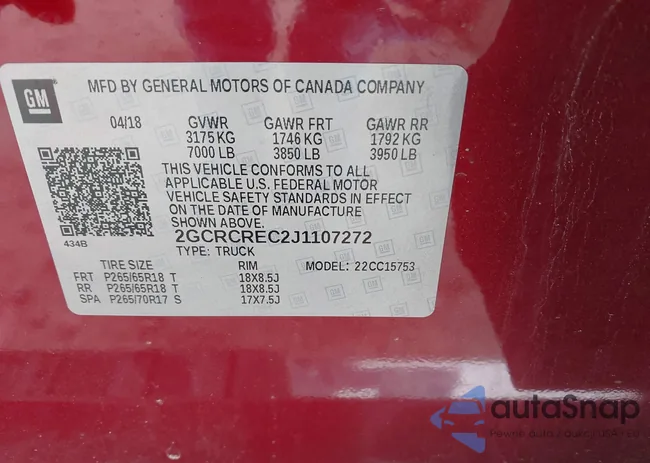 GM
MFD BY GENERAL MOTORS OF CANADA COMPANY
04/18 GVWR GAWR FRT GAWR RR
3175 KG 1746 KG 1792 KG
7000 LB 3850 LB 3950 LB
THIS VEHICLE CONFORMS TO ALL
APPLICABLE U.S. FEDERAL MOTOR
VEHICLE SAFETY STANDARDS IN EFFECT
ON THE DATE OF MANUFACTURE
SHOWN ABOVE.
434B
2GCRCREC2J1107272
TYPE: TRUCK
TIRE SIZE RIM MODEL: 22CC15753
FRT P265/65R18 T 18X8.5J
RR P265/65R18 T 18X8.5J
SPA P265/70R17 S 17X7.5J
autoSnap